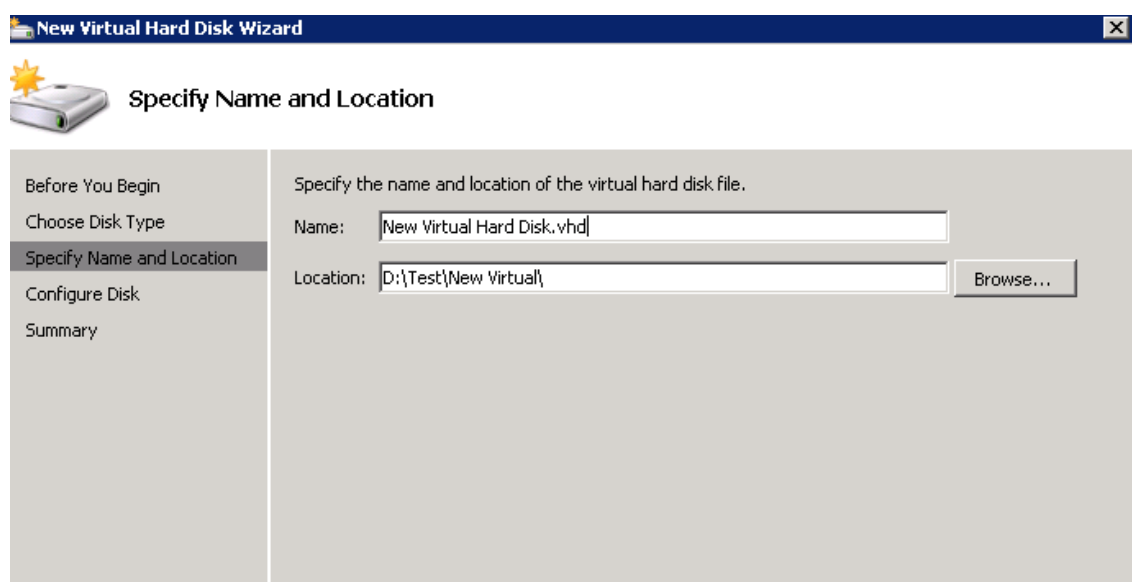 New Virtual Hard Disk Wizard
Specify Name and Location
Before You Begin
Choose Disk Type
Specify Name and Location
Configure Disk
Summary
Specify the name and location of the virtual hard disk file.
Name: New Virtual Hard Disk.vhd
Location: D:\Test\New Virtual\ Browse...